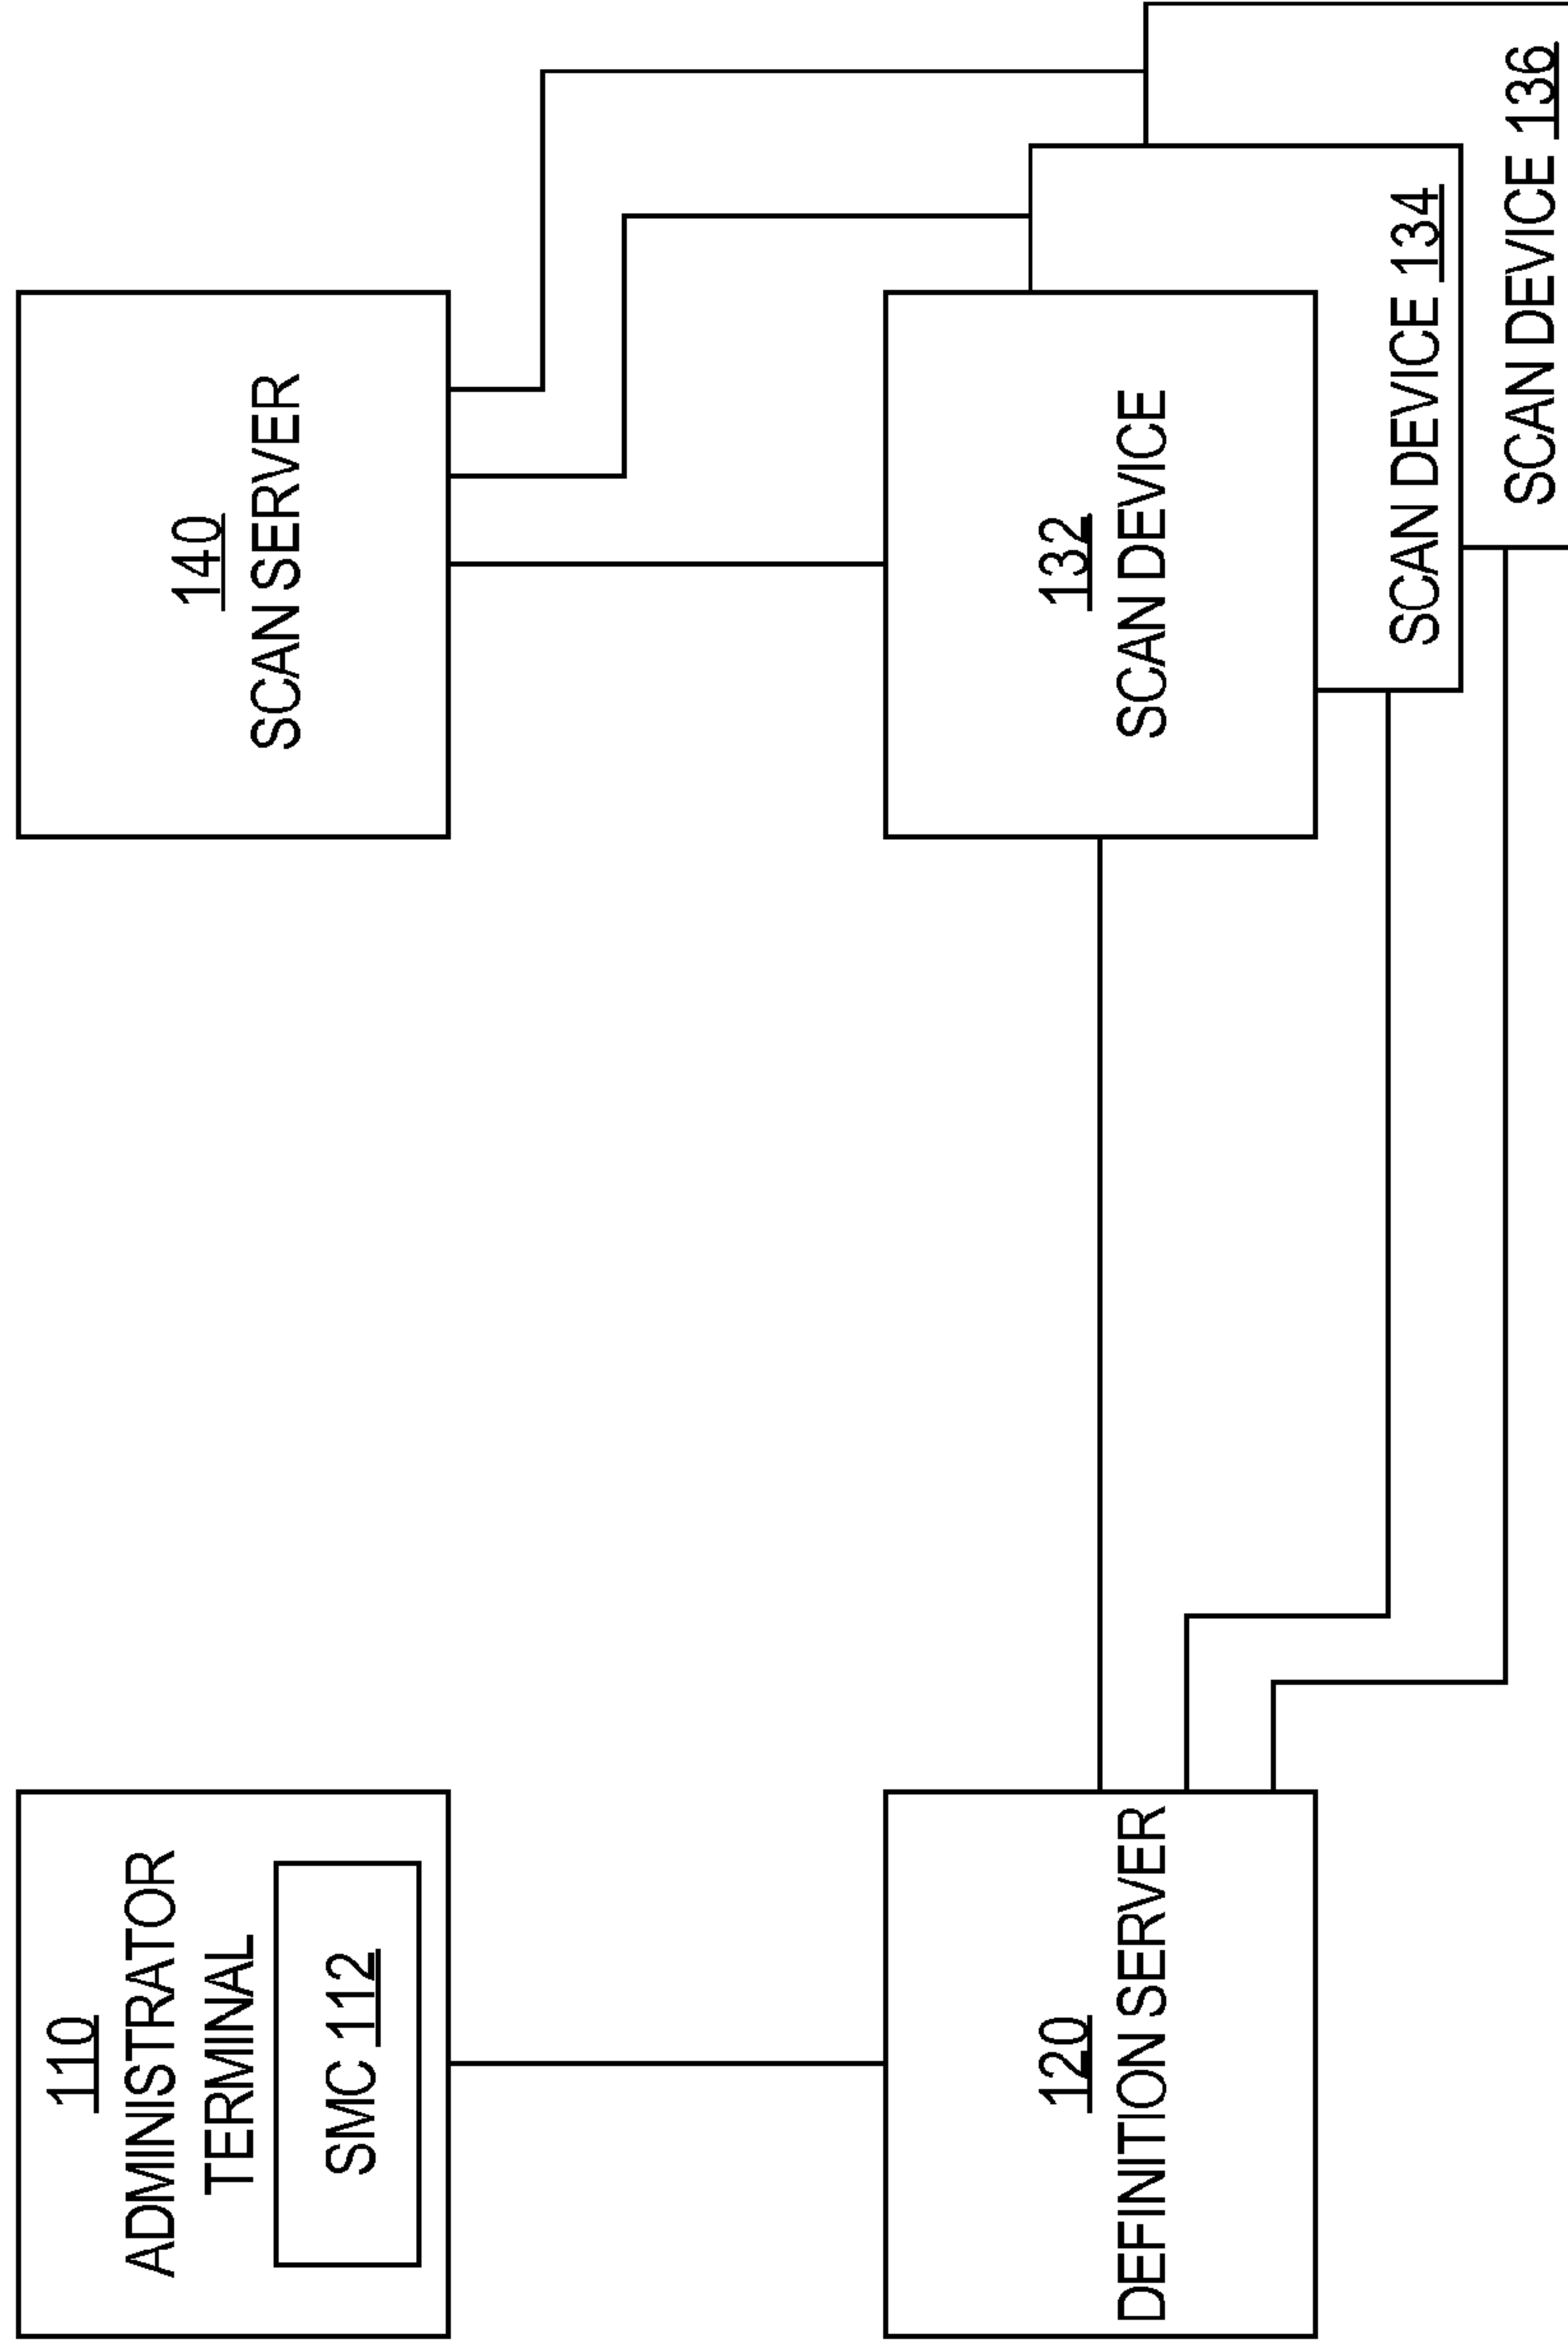 110
ADMINISTRATOR
TERMINAL
SMC 112
140
SCAN SERVER
120
DEFINITION SERVER
132
SCAN DEVICE
SCAN DEVICE 134
SCAN DEVICE 136